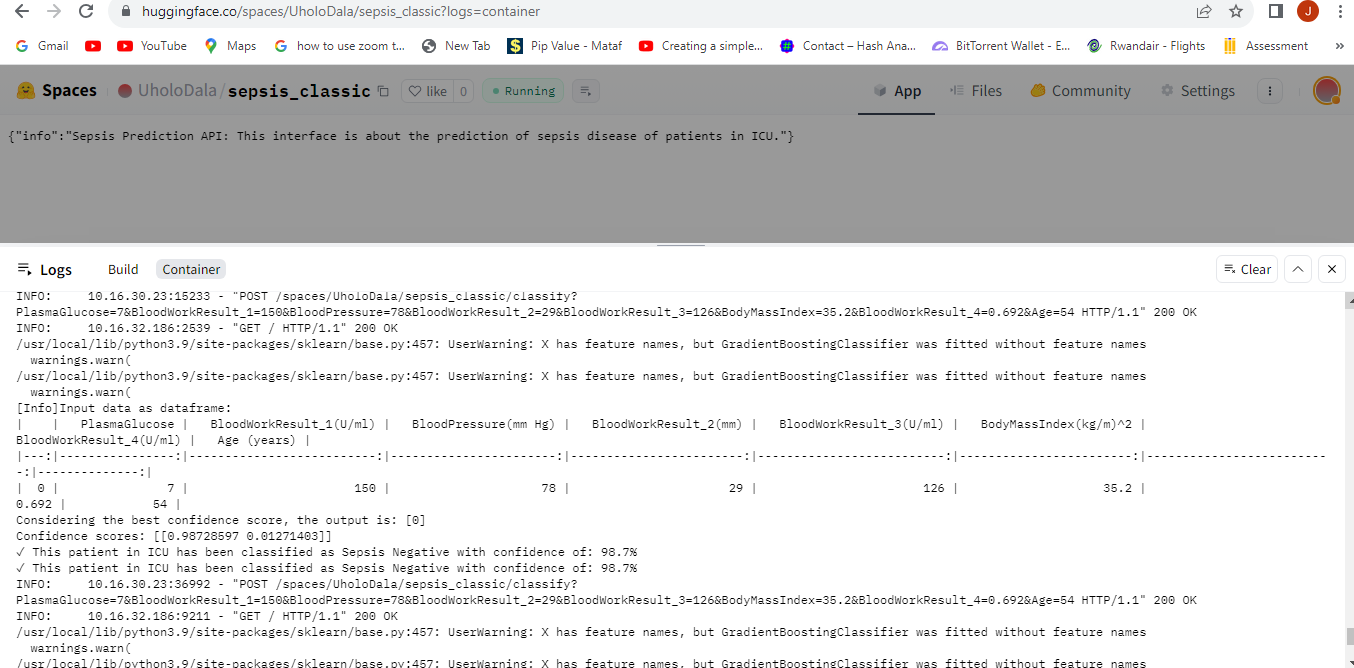 huggingface.co/spaces/UholoDala/sepsis_classic?logs=container
J
Gmail YouTube Maps how to use zoom t... New Tab Pip Value - Mataf Creating a simple... Contact – Hash Ana... BitTorrent Wallet - E... Rwandair - Flights Assessment »
Spaces UholoDala/sepsis_classic like 0 Running App Files Community Settings
{"info":"Sepsis Prediction API: This interface is about the prediction of sepsis disease of patients in ICU."}
Logs Build Container Clear
INFO: 10.16.30.23:15233 - "POST /spaces/UholoDala/sepsis_classic/classify?
PlasmaGlucose=7&BloodWorkResult_1=150&BloodPressure=78&BloodWorkResult_2=29&BloodWorkResult_3=126&BodyMassIndex=35.2&BloodWorkResult_4=0.692&Age=54 HTTP/1.1" 200 OK
INFO: 10.16.32.186:2539 - "GET / HTTP/1.1" 200 OK
/usr/local/lib/python3.9/site-packages/sklearn/base.py:457: UserWarning: X has feature names, but GradientBoostingClassifier was fitted without feature names
warnings.warn(
/usr/local/lib/python3.9/site-packages/sklearn/base.py:457: UserWarning: X has feature names, but GradientBoostingClassifier was fitted without feature names
warnings.warn(
[Info]Input data as dataframe:
| | PlasmaGlucose | BloodWorkResult_1(U/ml) | BloodPressure(mm Hg) | BloodWorkResult_2(mm) | BloodWorkResult_3(U/ml) | BodyMassIndex(kg/m)^2 |
BloodWorkResult_4(U/ml) | Age (years) |
|---:|----------------:|--------------------------:|-----------------------:|------------------------:|--------------------------:|------------------------:|-------------------------
-:|--------------:|
| 0 | 7 | 150 | 78 | 29 | 126 | 35.2 |
0.692 | 54 |
Considering the best confidence score, the output is: [0]
Confidence scores: [[0.98728597 0.01271403]]
✓ This patient in ICU has been classified as Sepsis Negative with confidence of: 98.7%
✓ This patient in ICU has been classified as Sepsis Negative with confidence of: 98.7%
INFO: 10.16.30.23:36992 - "POST /spaces/UholoDala/sepsis_classic/classify?
PlasmaGlucose=7&BloodWorkResult_1=150&BloodPressure=78&BloodWorkResult_2=29&BloodWorkResult_3=126&BodyMassIndex=35.2&BloodWorkResult_4=0.692&Age=54 HTTP/1.1" 200 OK
INFO: 10.16.32.186:9211 - "GET / HTTP/1.1" 200 OK
/usr/local/lib/python3.9/site-packages/sklearn/base.py:457: UserWarning: X has feature names, but GradientBoostingClassifier was fitted without feature names
warnings.warn(
/usr/local/lib/python3.9/site-packages/sklearn/base.py:457: UserWarning: X has feature names, but GradientBoostingClassifier was fitted without feature names